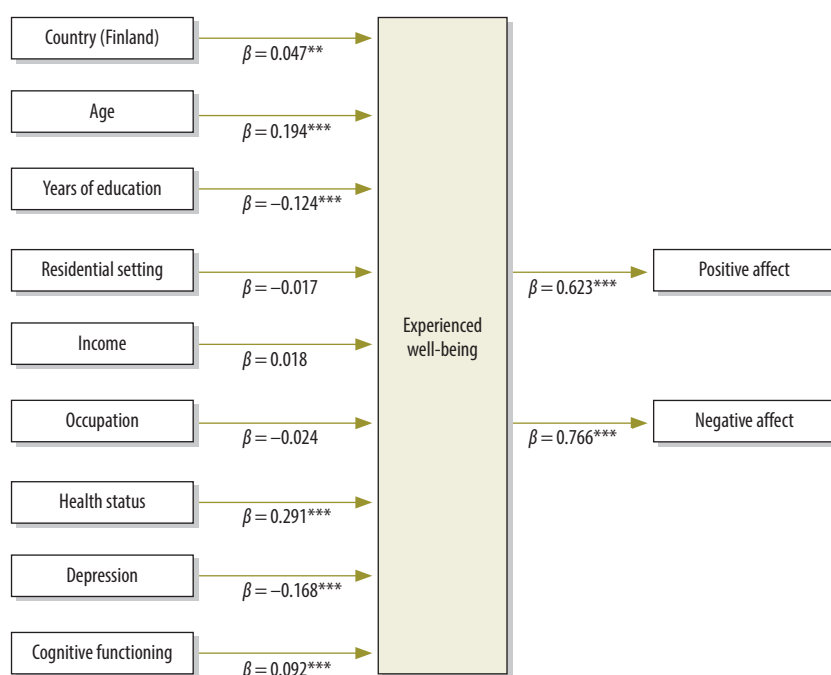 Country (Finland)
β = 0.047**
Age
β = 0.194***
Years of education
β = –0.124***
Residential setting
β = –0.017
Income
β = 0.018
Occupation
β = –0.024
Health status
β = 0.291***
Depression
β = –0.168***
Cognitive functioning
β = 0.092***
Experienced
well-being
β = 0.623***
Positive affect
β = 0.766***
Negative affect